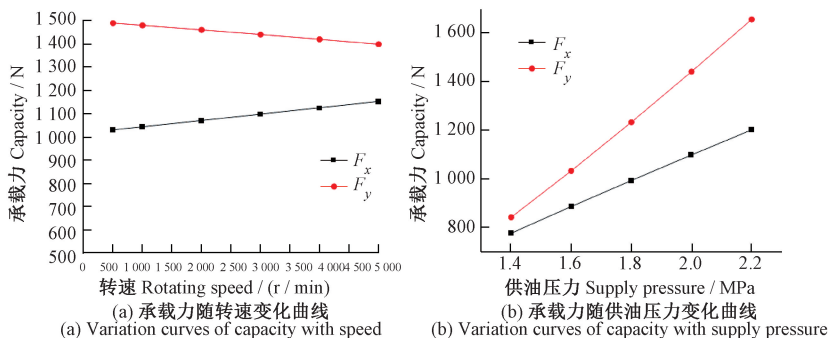 1 500
1 400
1 300
1 200
1 100
1 000
900
800
700
600
500
承载力 Capacity / N
F_x
F_y
0 500 1 000 1 500 2 000 2 500 3 000 3 500 4 000 4 500 5 000
转速 Rotating speed / (r / min)
(a) 承载力随转速变化曲线
(a) Variation curves of capacity with speed
1 600
1 400
1 200
1 000
800
承载力 Capacity / N
F_x
F_y
1.4 1.6 1.8 2.0 2.2
供油压力 Supply pressure / MPa
(b) 承载力随供油压力变化曲线
(b) Variation curves of capacity with supply pressure